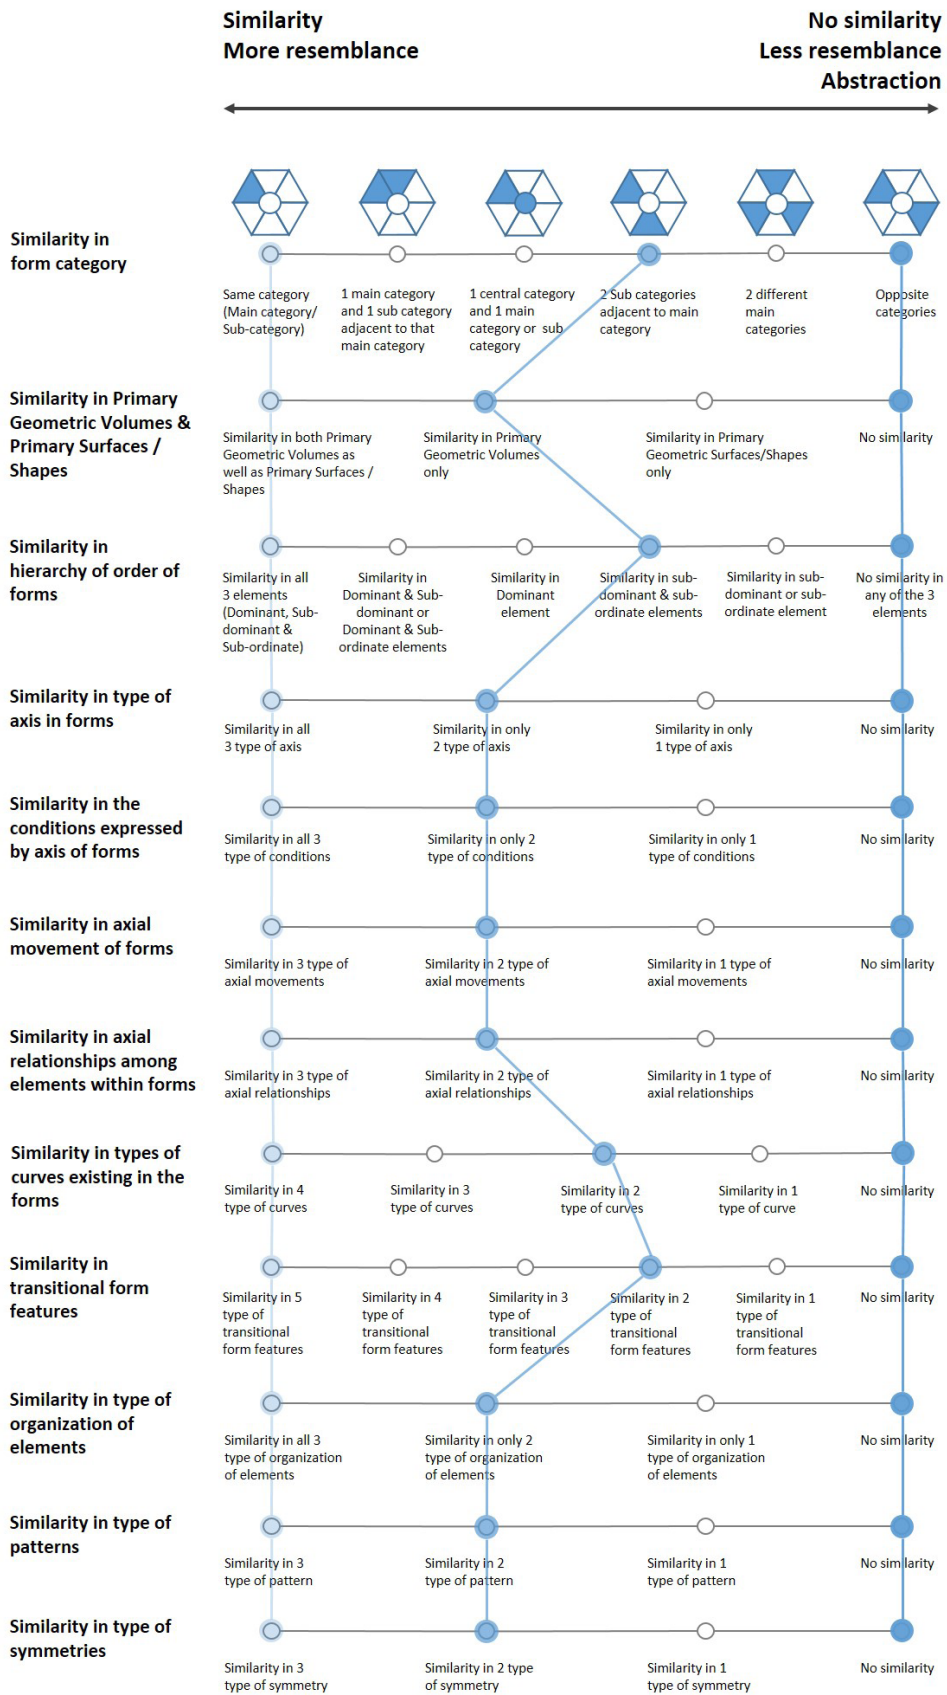 Similarity
More resemblance
No similarity
Less resemblance
Abstraction
Similarity in
form category
Same category
(Main category/
Sub-category)
1 main category
and 1 sub category
adjacent to that
main category
1 central category
and 1 main
category or sub
category
2 Sub categories
adjacent to main
category
2 different
main
categories
Opposite
categories
Similarity in Primary
Geometric Volumes &
Primary Surfaces /
Shapes
Similarity in both Primary
Geometric Volumes as
well as Primary Surfaces /
Shapes
Similarity in Primary
Geometric Volumes
only
Similarity in Primary
Geometric Surfaces/Shapes
only
No similarity
Similarity in
hierarchy of order of
forms
Similarity in all
3 elements
(Dominant, Sub-
dominant &
Sub-ordinate)
Similarity in
Dominant & Sub-
dominant or
Dominant & Sub-
ordinate elements
Similarity in
Dominant
element
Similarity in sub-
dominant & sub-
ordinate elements
Similarity in sub-
dominant or sub-
ordinate element
No similarity in
any of the 3
elements
Similarity in type of
axis in forms
Similarity in all
3 type of axis
Similarity in only
2 type of axis
Similarity in only
1 type of axis
No similarity
Similarity in the
conditions expressed
by axis of forms
Similarity in all 3
type of conditions
Similarity in only 2
type of conditions
Similarity in only 1
type of conditions
No similarity
Similarity in axial
movement of forms
Similarity in 3 type of
axial movements
Similarity in 2 type of
axial movements
Similarity in 1 type of
axial movements
No similarity
Similarity in axial
relationships among
elements within forms
Similarity in 3 type of
axial relationships
Similarity in 2 type of
axial relationships
Similarity in 1 type of
axial relationships
No similarity
Similarity in types of
curves existing in the
forms
Similarity in 4
type of curves
Similarity in 3
type of curves
Similarity in 2
type of curves
Similarity in 1
type of curve
No similarity
Similarity in
transitional form
features
Similarity in 5
type of
transitional
form features
Similarity in 4
type of
transitional
form features
Similarity in 3
type of
transitional
form features
Similarity in 2
type of
transitional
form features
Similarity in 1
type of
transitional
form features
No similarity
Similarity in type of
organization of
elements
Similarity in all 3
type of organization
of elements
Similarity in only 2
type of organization
of elements
Similarity in only 1
type of organization
of elements
No similarity
Similarity in type of
patterns
Similarity in 3
type of pattern
Similarity in 2
type of pattern
Similarity in 1
type of pattern
No similarity
Similarity in type of
symmetries
Similarity in 3
type of symmetry
Similarity in 2 type
of symmetry
Similarity in 1
type of symmetry
No similarity